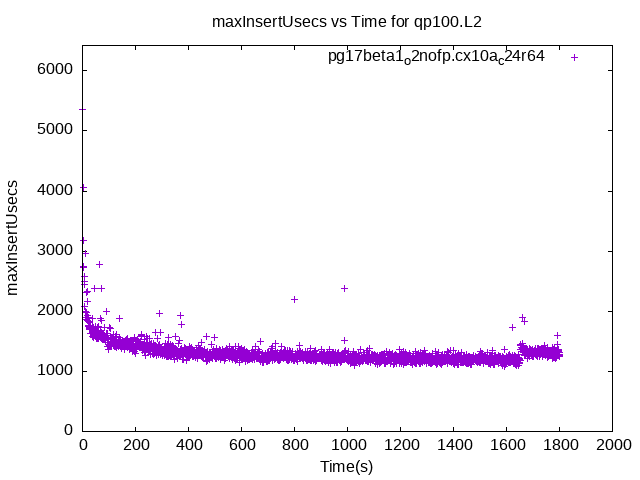 maxInsertUsecs vs Time for qp100.L2
pg17beta1ₒ2nofp.cx10a_c24r64
6000
5000
4000
3000
2000
1000
0
maxInsertUsecs
0 200 400 600 800 1000 1200 1400 1600 1800 2000
Time(s)